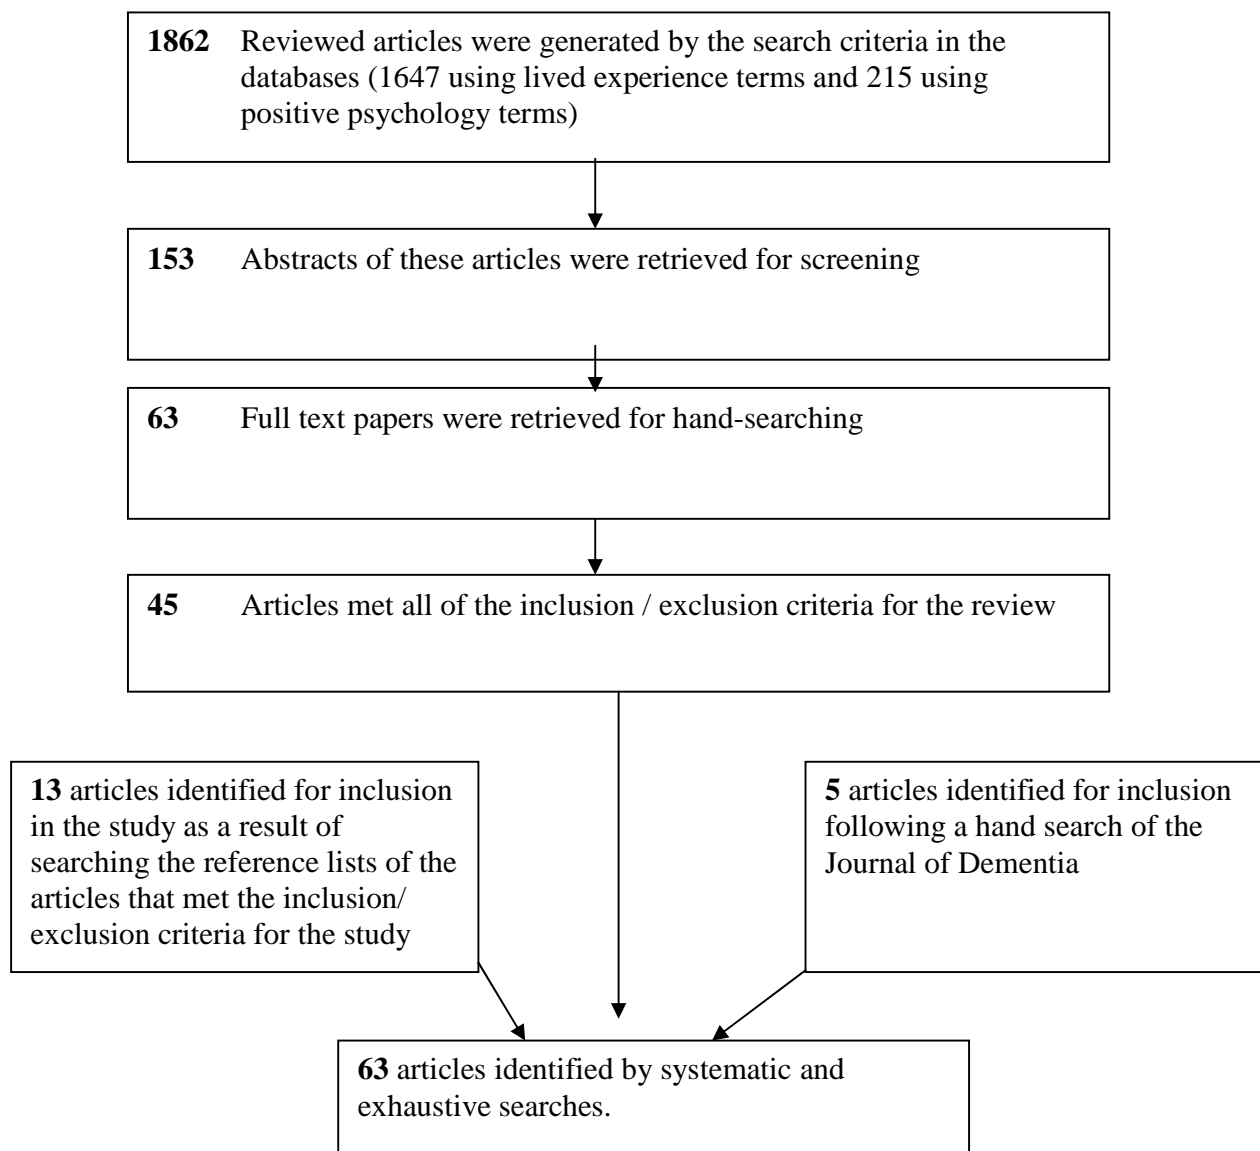 1862 Reviewed articles were generated by the search criteria in the
databases (1647 using lived experience terms and 215 using
positive psychology terms)
153 Abstracts of these articles were retrieved for screening
63 Full text papers were retrieved for hand-searching
45 Articles met all of the inclusion / exclusion criteria for the review
13 articles identified for inclusion
in the study as a result of
searching the reference lists of the
articles that met the inclusion/
exclusion criteria for the study
5 articles identified for inclusion
following a hand search of the
Journal of Dementia
63 articles identified by systematic and
exhaustive searches.